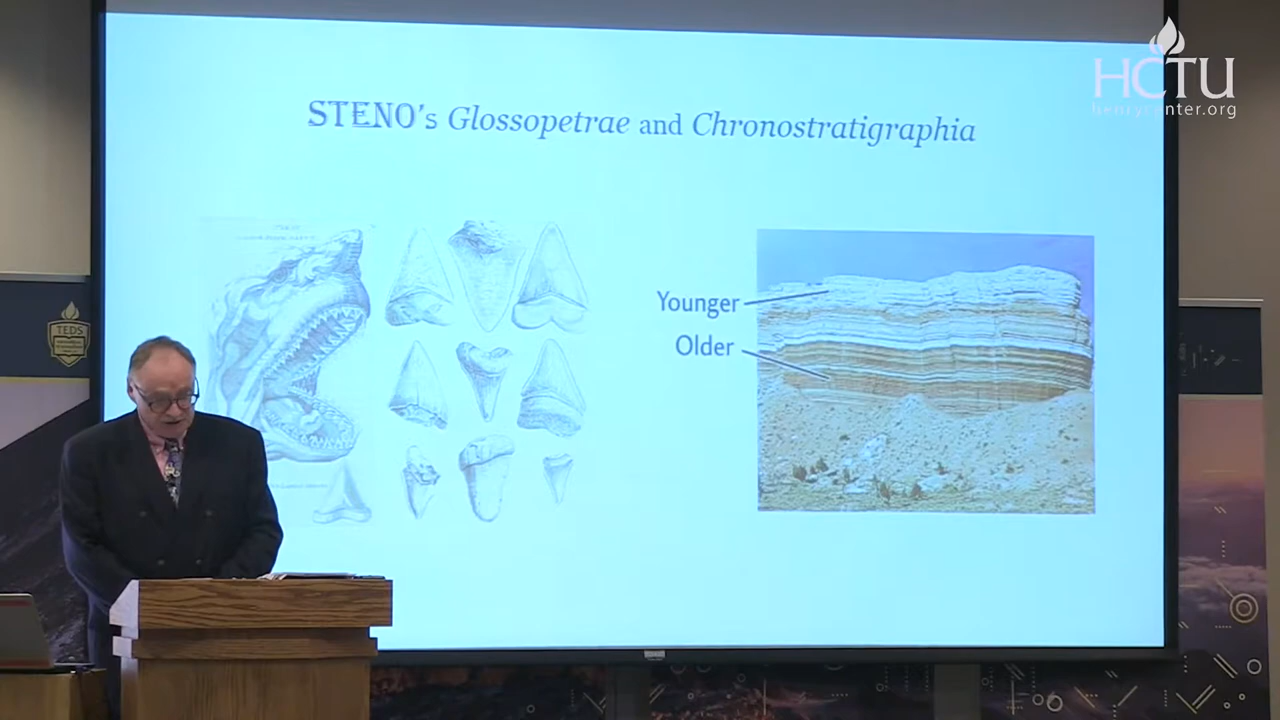 HCTU
henrycenter.org
STENO's Glossopetrae and Chronostratigraphia
Younger
Older
TEDS